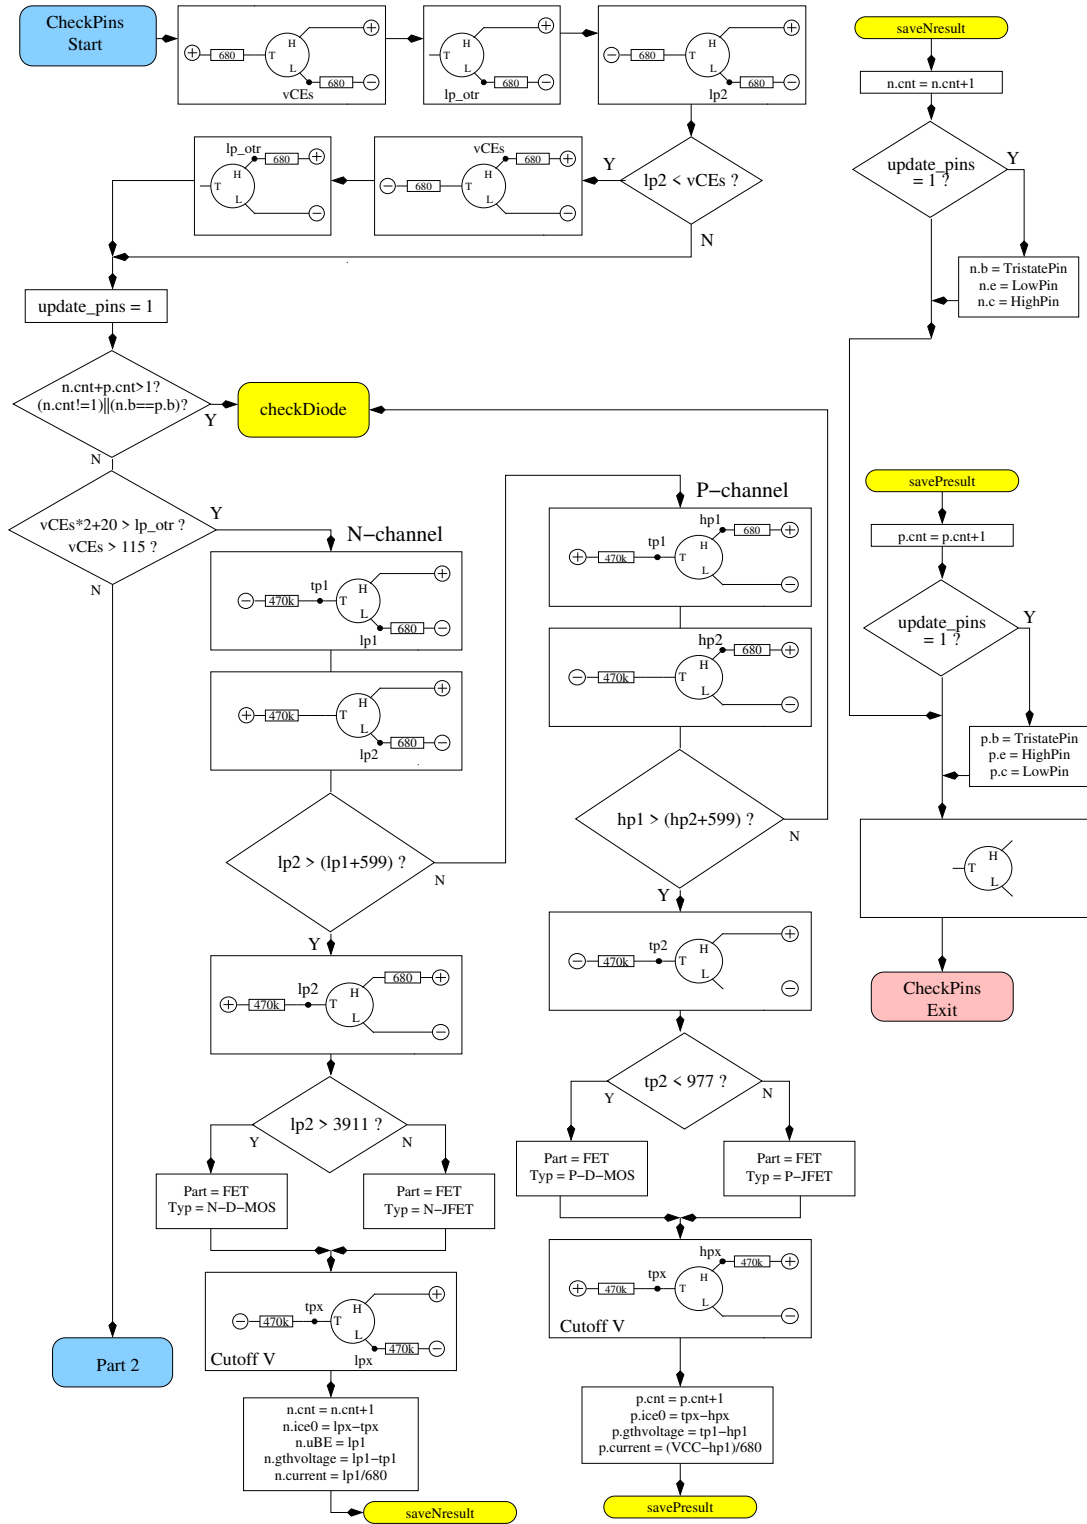 CheckPins
Start
+
680
T
H
L
+
680
−
vCEs
T
H
L
+
680
−
lp_otr
−
680
T
H
L
+
680
−
lp2
lp2 < vCEs ?
Y
N
vCEs
−
680
T
H
L
680
+
−
lp_otr
T
H
L
680
+
−
update_pins = 1
n.cnt+p.cnt>1?
(n.cnt!=1)||(n.b==p.b)?
Y
N
checkDiode
vCEs*2+20 > lp_otr ?
vCEs > 115 ?
Y
N
Part 2
N−channel
−
470k
tp1
T
H
L
+
680
−
lp1
+
470k
T
H
L
+
680
−
lp2
lp2 > (lp1+599) ?
N
Y
+
470k
lp2
T
H
L
680
+
−
lp2 > 3911 ?
Y
N
Part = FET
Typ = N−D−MOS
Part = FET
Typ = N−JFET
−
470k
tpx
T
H
L
+
470k
−
lpx
Cutoff V
n.cnt = n.cnt+1
n.ice0 = lpx−tpx
n.uBE = lp1
n.gthvoltage = lp1−tp1
n.current = lp1/680
saveNresult
P−channel
+
470k
tp1
T
H
L
hp1
680
+
−
−
470k
T
H
L
hp2
680
+
−
hp1 > (hp2+599) ?
N
Y
−
470k
tp2
T
H
L
+
−
tp2 < 977 ?
Y
N
Part = FET
Typ = P−D−MOS
Part = FET
Typ = P−JFET
+
470k
tpx
T
H
L
hpx
470k
+
−
Cutoff V
p.cnt = p.cnt+1
p.ice0 = tpx−hpx
p.gthvoltage = tp1−hp1
p.current = (VCC−hp1)/680
savePresult
saveNresult
n.cnt = n.cnt+1
update_pins
= 1 ?
Y
n.b = TristatePin
n.e = LowPin
n.c = HighPin
savePresult
p.cnt = p.cnt+1
update_pins
= 1 ?
Y
p.b = TristatePin
p.e = HighPin
p.c = LowPin
T
H
L
CheckPins
Exit